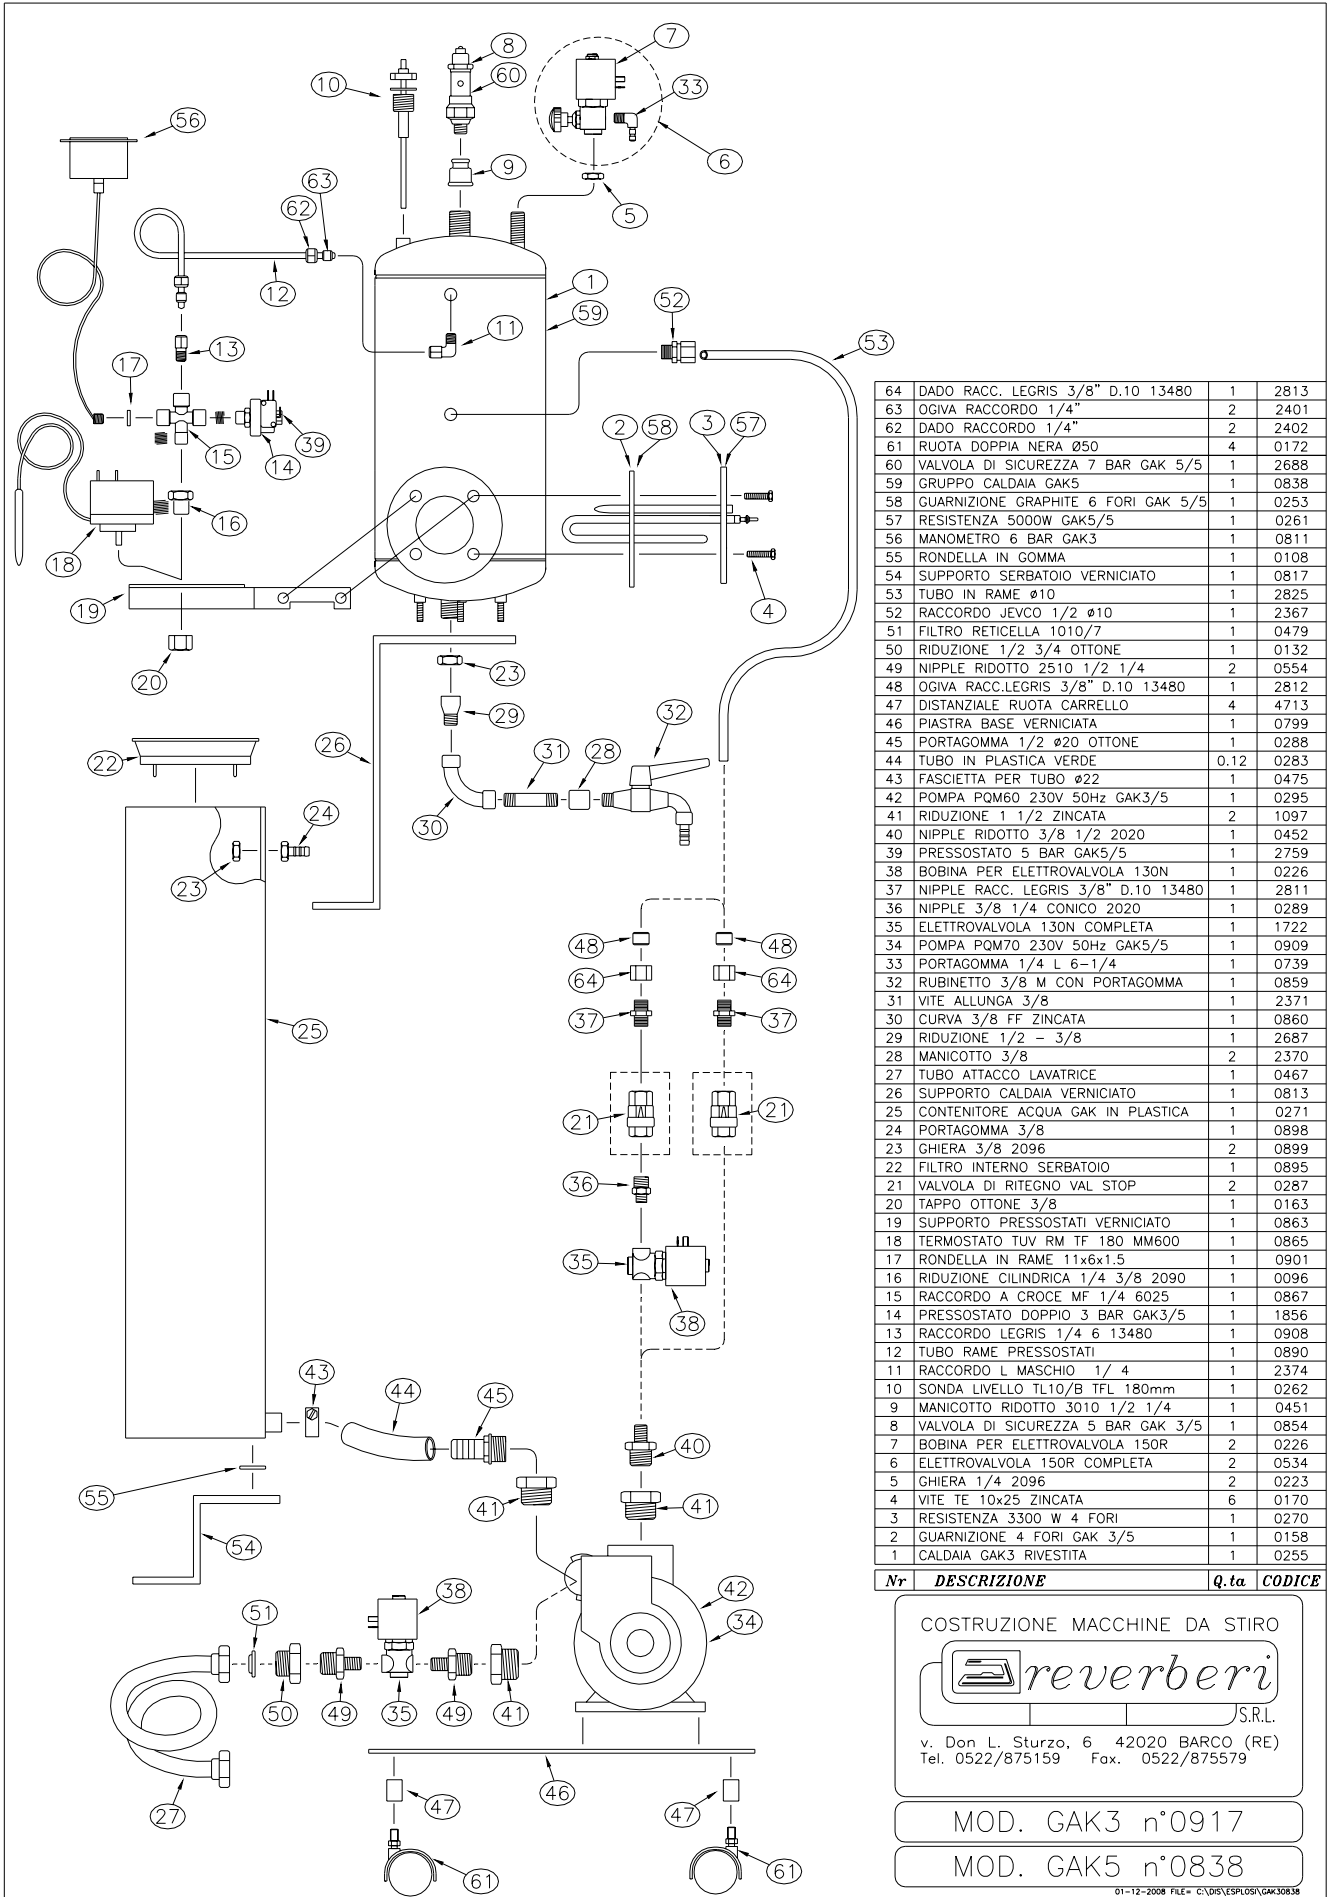 7
8
10
60
33
56
6
9
63
62
5
1
12
52
59
11
53
13
17
2
58
3
57
15
14
39
16
18
19
4
20
23
29
32
26
31
28
22
24
30
23
48
48
64
64
25
37
37
21
21
36
35
38
43
44
45
40
55
41
41
54
42
38
51
34
50
49
35
49
41
46
27
47
47
61
61
64 DADO RACC. LEGRIS 3/8" D.10 13480 1 2813
63 OGIVA RACCORDO 1/4" 2 2401
62 DADO RACCORDO 1/4" 2 2402
61 RUOTA DOPPIA NERA Ø50 4 0172
60 VALVOLA DI SICUREZZA 7 BAR GAK 5/5 1 2688
59 GRUPPO CALDAIA GAK5 1 0838
58 GUARNIZIONE GRAPHITE 6 FORI GAK 5/5 1 0253
57 RESISTENZA 5000W GAK5/5 1 0261
56 MANOMETRO 6 BAR GAK3 1 0811
55 RONDELLA IN GOMMA 1 0108
54 SUPPORTO SERBATOIO VERNICIATO 1 0817
53 TUBO IN RAME ø10 1 2825
52 RACCORDO JEVCO 1/2 ø10 1 2367
51 FILTRO RETICELLA 1010/7 1 0479
50 RIDUZIONE 1/2 3/4 OTTONE 1 0132
49 NIPPLE RIDOTTO 2510 1/2 1/4 2 0554
48 OGIVA RACC.LEGRIS 3/8" D.10 13480 1 2812
47 DISTANZIALE RUOTA CARRELLO 4 4713
46 PIASTRA BASE VERNICIATA 1 0799
45 PORTAGOMMA 1/2 ø20 OTTONE 1 0288
44 TUBO IN PLASTICA VERDE 0.12 0283
43 FASCIETTA PER TUBO ø22 1 0475
42 POMPA PQM60 230V 50Hz GAK3/5 1 0295
41 RIDUZIONE 1 1/2 ZINCATA 2 1097
40 NIPPLE RIDOTTO 3/8 1/2 2020 1 0452
39 PRESSOSTATO 5 BAR GAK5/5 1 2759
38 BOBINA PER ELETTROVALVOLA 130N 1 0226
37 NIPPLE RACC. LEGRIS 3/8" D.10 13480 1 2811
36 NIPPLE 3/8 1/4 CONICO 2020 1 0289
35 ELETTROVALVOLA 130N COMPLETA 1 1722
34 POMPA PQM70 230V 50Hz GAK5/5 1 0909
33 PORTAGOMMA 1/4 L 6-1/4 1 0739
32 RUBINETTO 3/8 M CON PORTAGOMMA 1 0859
31 VITE ALLUNGA 3/8 1 2371
30 CURVA 3/8 FF ZINCATA 1 0860
29 RIDUZIONE 1/2 - 3/8 1 2687
28 MANICOTTO 3/8 2 2370
27 TUBO ATTACCO LAVATRICE 1 0467
26 SUPPORTO CALDAIA VERNICIATO 1 0813
25 CONTENITORE ACQUA GAK IN PLASTICA 1 0271
24 PORTAGOMMA 3/8 1 0898
23 GHIERA 3/8 2096 2 0899
22 FILTRO INTERNO SERBATOIO 1 0895
21 VALVOLA DI RITEGNO VAL STOP 2 0287
20 TAPPO OTTONE 3/8 1 0163
19 SUPPORTO PRESSOSTATI VERNICIATO 1 0863
18 TERMOSTATO TUV RM TF 180 MM600 1 0865
17 RONDELLA IN RAME 11x6x1.5 1 0901
16 RIDUZIONE CILINDRICA 1/4 3/8 2090 1 0096
15 RACCORDO A CROCE MF 1/4 6025 1 0867
14 PRESSOSTATO DOPPIO 3 BAR GAK3/5 1 1856
13 RACCORDO LEGRIS 1/4 6 13480 1 0908
12 TUBO RAME PRESSOSTATI 1 0890
11 RACCORDO L MASCHIO 1/ 4 1 2374
10 SONDA LIVELLO TL10/B TFL 180mm 1 0262
9 MANICOTTO RIDOTTO 3010 1/2 1/4 1 0451
8 VALVOLA DI SICUREZZA 5 BAR GAK 3/5 1 0854
7 BOBINA PER ELETTROVALVOLA 150R 2 0226
6 ELETTROVALVOLA 150R COMPLETA 2 0534
5 GHIERA 1/4 2096 2 0223
4 VITE TE 10x25 ZINCATA 6 0170
3 RESISTENZA 3300 W 4 FORI 1 0270
2 GUARNIZIONE 4 FORI GAK 3/5 1 0158
1 CALDAIA GAK3 RIVESTITA 1 0255
Nr DESCRIZIONE Q.ta CODICE
COSTRUZIONE MACCHINE DA STIRO
reverberi
S.R.L.
v. Don L. Sturzo, 6 42020 BARCO (RE)
Tel. 0522/875159 Fax. 0522/875579
MOD. GAK3 n°0917
MOD. GAK5 n°0838
01-12-2008 FILE= C:\DIS\ESPLOSI\GAK30838